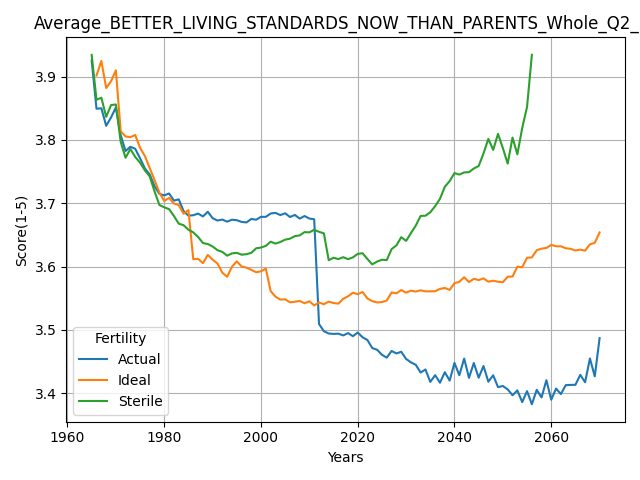 Average_BETTER_LIVING_STANDARDS_NOW_THAN_PARENTS_Whole_Q2_
3.9
3.8
3.7
3.6
3.5
3.4
Score(1-5)
Fertility
Actual
Ideal
Sterile
1960
1980
2000
2020
2040
2060
Years